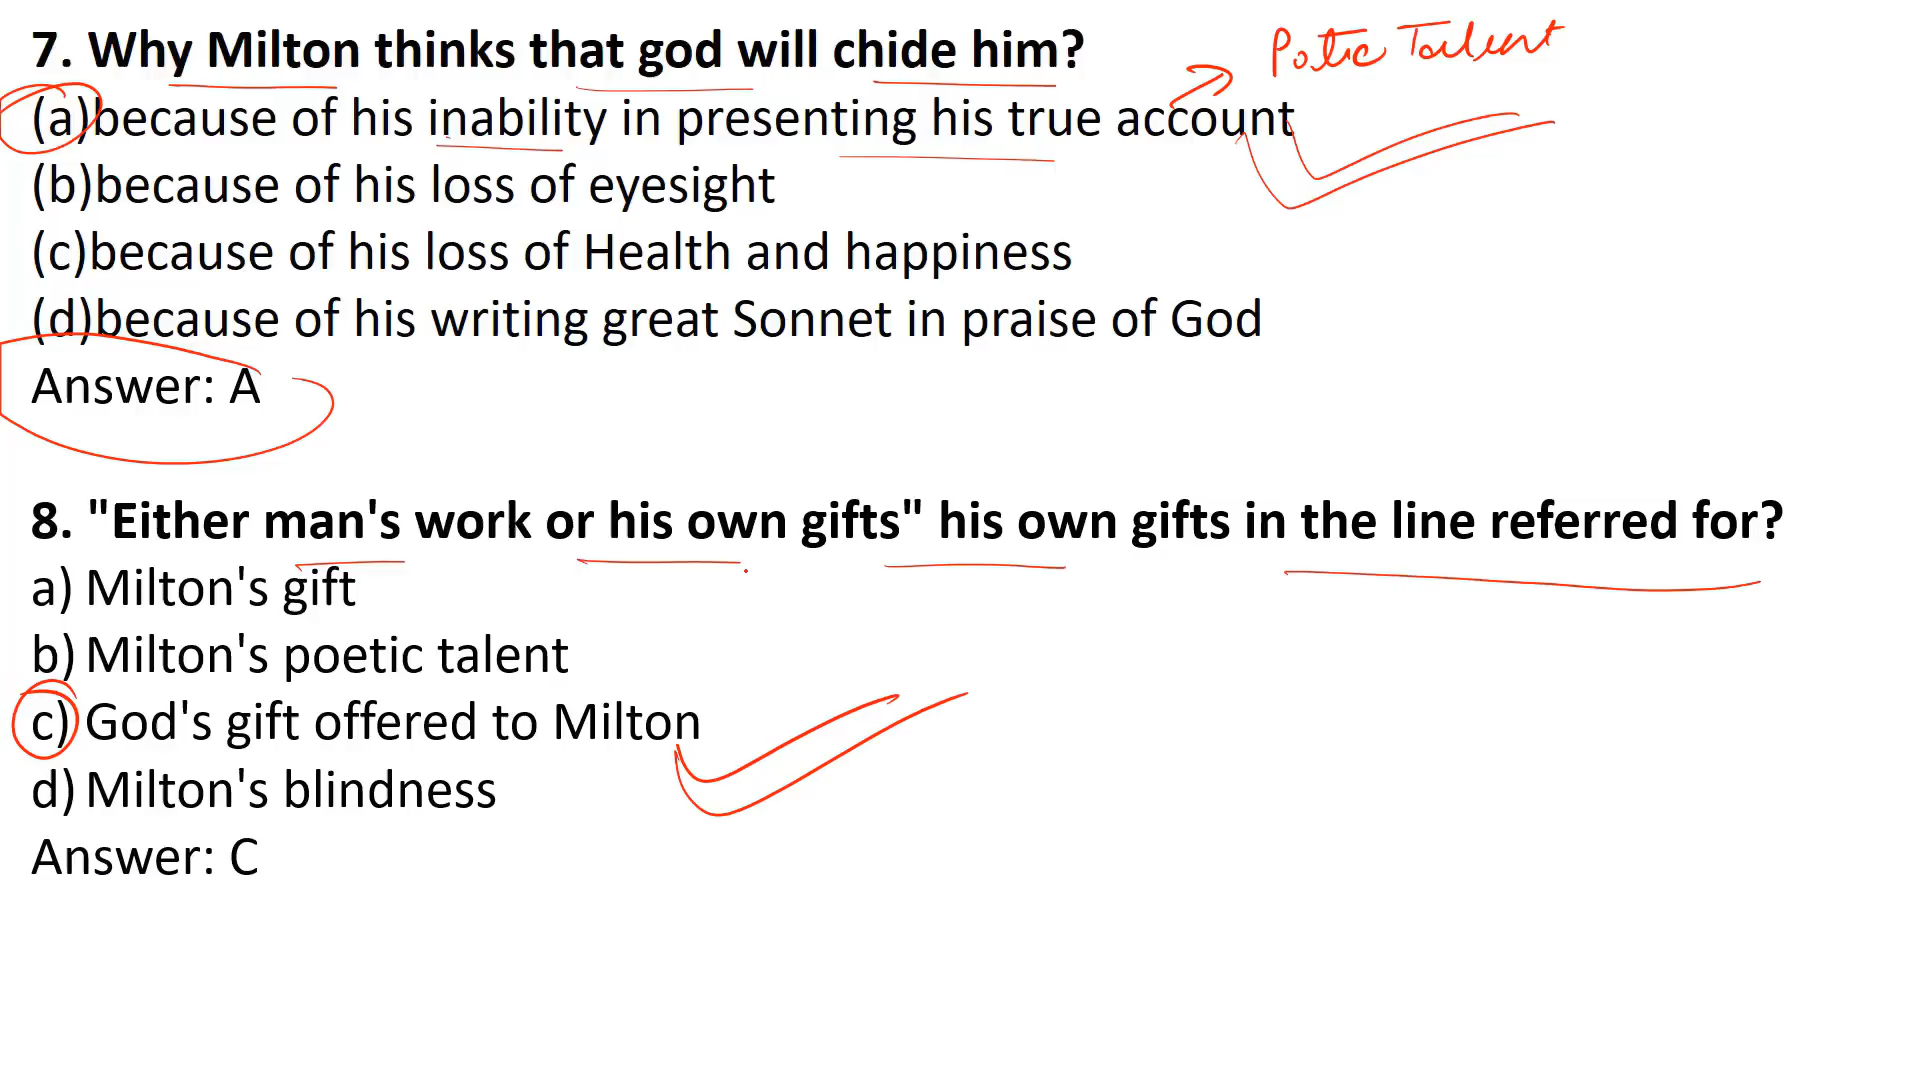 7. Why Milton thinks that god will chide him?
Potic Talent
(a)because of his inability in presenting his true account
(b)because of his loss of eyesight
(c)because of his loss of Health and happiness
(d)because of his writing great Sonnet in praise of God
Answer: A
8. "Either man's work or his own gifts" his own gifts in the line referred for?
a) Milton's gift
b) Milton's poetic talent
c) God's gift offered to Milton
d) Milton's blindness
Answer: C